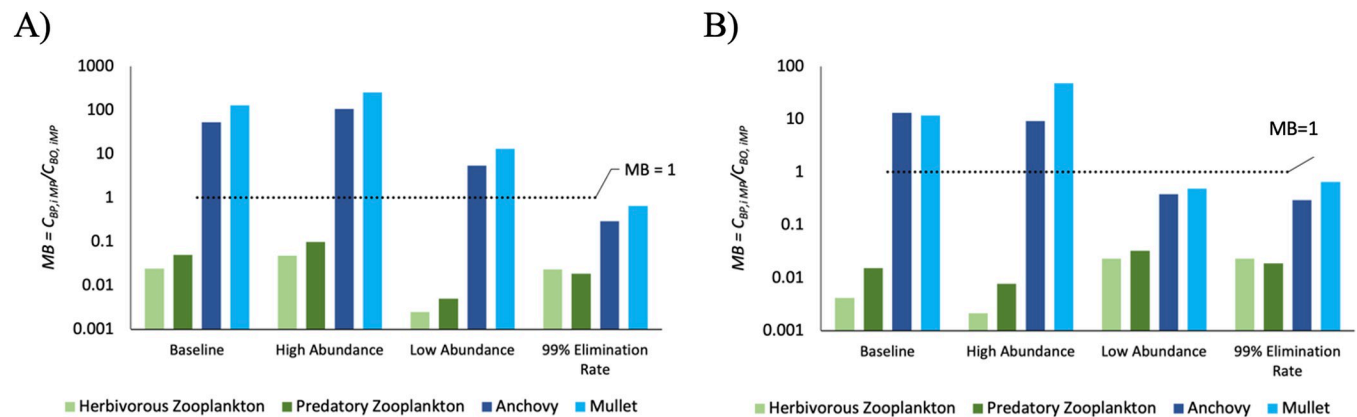 A)
1000
100
10
1
0.1
0.01
0.001
MB = C_BP,i MP/C_BO, iMP
MB = 1
Baseline
High Abundance
Low Abundance
99% Elimination
Rate
Herbivorous Zooplankton
Predatory Zooplankton
Anchovy
Mullet
B)
100
10
1
0.1
0.01
0.001
MB = C_BP,i MP/C_BO, iMP
MB=1
Baseline
High Abundance
Low Abundance
99% Elimination
Rate
Herbivorous Zooplankton
Predatory Zooplankton
Anchovy
Mullet